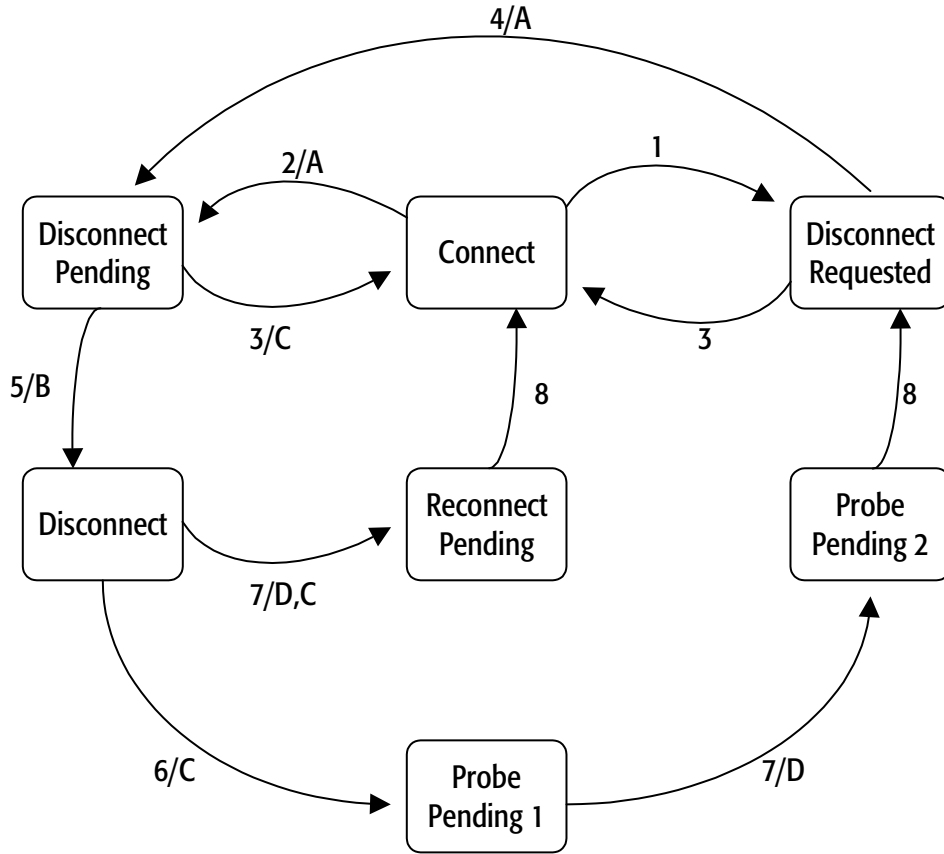 4/A
2/A
1
Disconnect
Pending
Connect
Disconnect
Requested
3/C
3
5/B
8
8
Disconnect
Reconnect
Pending
Probe
Pending 2
7/D,C
6/C
Probe
Pending 1
7/D